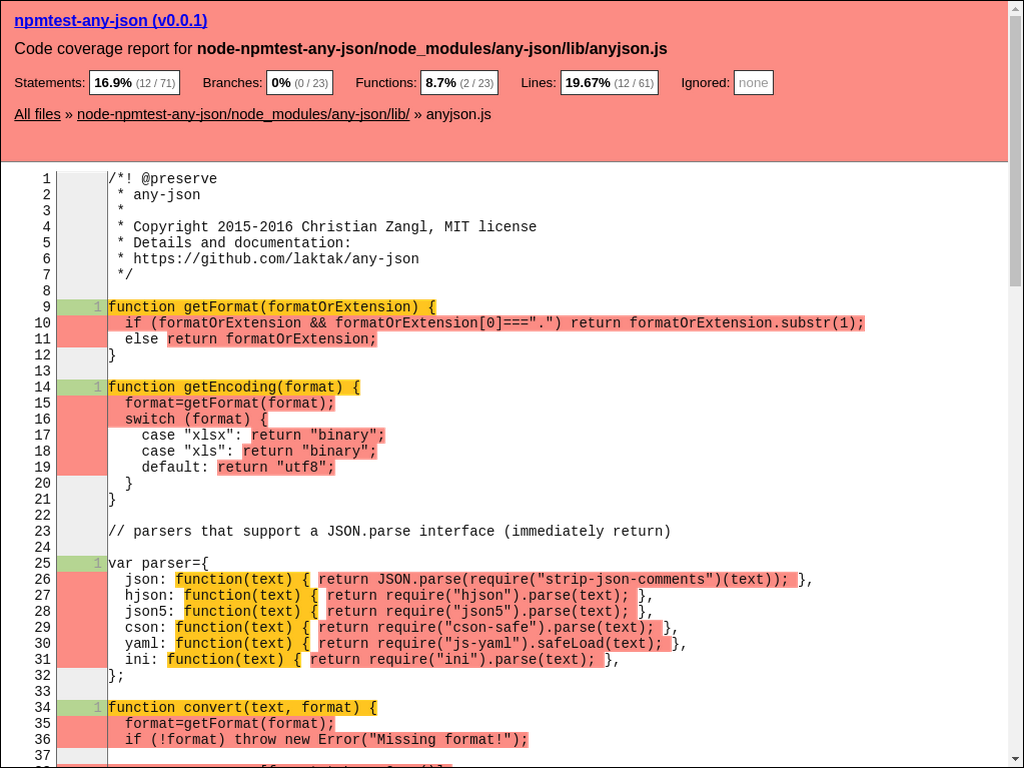 npmtest-any-json (v0.0.1)
Code coverage report for node-npmtest-any-json/node_modules/any-json/lib/anyjson.js
Statements: 16.9% (12 / 71) Branches: 0% (0 / 23) Functions: 8.7% (2 / 23) Lines: 19.67% (12 / 61) Ignored: none
All files » node-npmtest-any-json/node_modules/any-json/lib/ » anyjson.js
1 /*! @preserve
2  * any-json
3  *
4  * Copyright 2015-2016 Christian Zangl, MIT license
5  * Details and documentation:
6  * https://github.com/laktak/any-json
7  */
8
9 1 function getFormat(formatOrExtension) {
10   if (formatOrExtension && formatOrExtension[0]===".") return formatOrExtension.substr(1);
11   else return formatOrExtension;
12 }
13
14 1 function getEncoding(format) {
15   format=getFormat(format);
16   switch (format) {
17     case "xlsx": return "binary";
18     case "xls": return "binary";
19     default: return "utf8";
20   }
21 }
22
23 // parsers that support a JSON.parse interface (immediately return)
24
25 1 var parser={
26   json: function(text) { return JSON.parse(require("strip-json-comments")(text)); },
27   hjson: function(text) { return require("hjson").parse(text); },
28   json5: function(text) { return require("json5").parse(text); },
29   cson: function(text) { return require("cson-safe").parse(text); },
30   yaml: function(text) { return require("js-yaml").safeLoad(text); },
31   ini: function(text) { return require("ini").parse(text); },
32 };
33
34 1 function convert(text, format) {
35   format=getFormat(format);
36   if (!format) throw new Error("Missing format!");
37